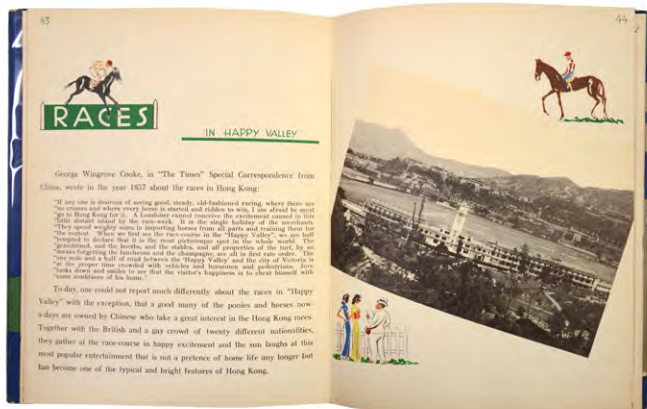 43
44
RACES
IN HAPPY VALLEY
George Wingrove Cooke, in "The Times" Special Correspondence from
China, wrote in the year 1857 about the races in Hong Kong:
"If any one is desirous of seeing good, steady, old-fashioned racing, where there are
"no crosses and where every horse is started and ridden to win, I am afraid he must
"go to Hong Kong for it. A Londoner cannot conceive the excitement caused in this
"little distant island by the race-week. It is the single holiday of the merchants.
"They spend weighty sums in importing horses from all parts and training them for
"the contest. When we first see the race-course in the "Happy Valley", we are half
"tempted to declare that it is the most picturesque spot in the whole World. The
"grandstand, and the booths, and the stables, and all properties of the turf, by no
"means forgetting the luncheons and the champagne, are all in first rate order. The
"one mile and a half of road between the 'Happy Valley' and the city of Victoria is
"at the proper time crowded with vehicles and horsemen and pedestrians. Jove
"looks down and smiles to see that the visitor's happiness is to cheat himself with
"some semblance of his home."
To-day, one could not report much differently about the races in "Happy
Valley" with the exception, that a good many of the ponies and horses now-
a-days are owned by Chinese who take a great interest in the Hong Kong races.
Together with the British and a gay crowd of twenty different nationalities,
they gather at the race-course in happy excitement and the sun laughs at this
most popular entertainment that is not a pretence of home life any longer but
has become one of the typical and bright features of Hong Kong.